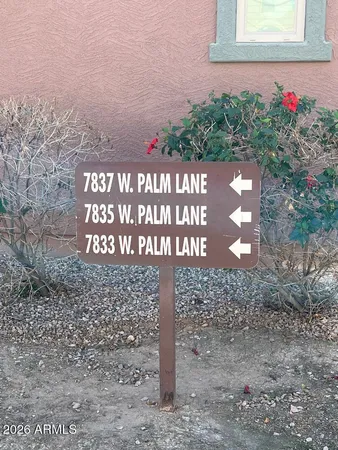 7837 W. PALM LANE ←
7835 W. PALM LANE ←
7833 W. PALM LANE ←
2026 ARMLS